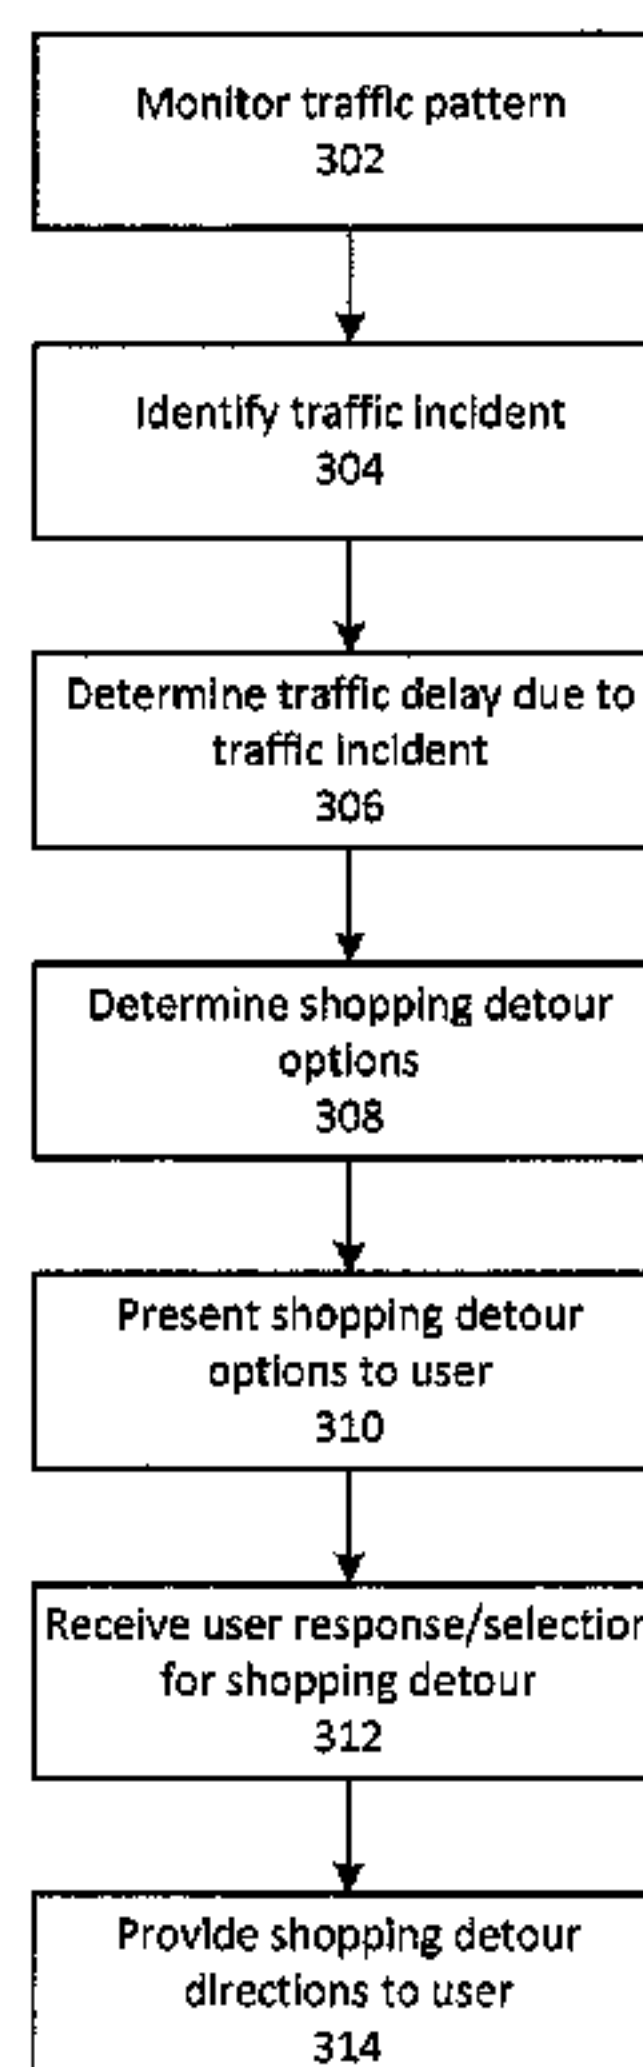 Monitor traffic pattern
302
Identify traffic incident
304
Determine traffic delay due to
traffic incident
306
Determine shopping detour
options
308
Present shopping detour
options to user
310
Receive user response/selection
for shopping detour
312
Provide shopping detour
directions to user
314